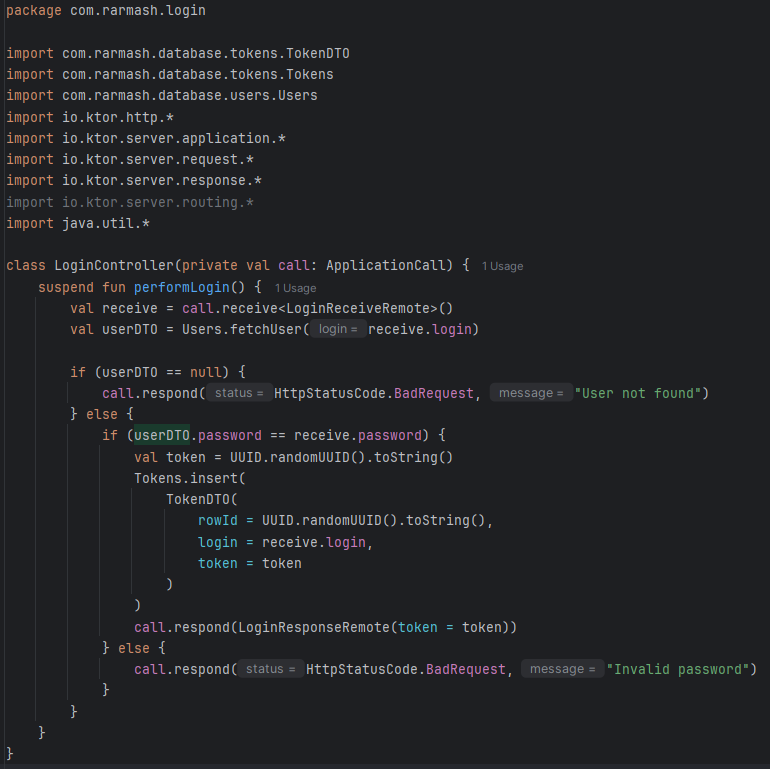 package com.rarmash.login

import com.rarmash.database.tokens.TokenDTO
import com.rarmash.database.tokens.Tokens
import com.rarmash.database.users.Users
import io.ktor.http.*
import io.ktor.server.application.*
import io.ktor.server.request.*
import io.ktor.server.response.*
import io.ktor.server.routing.*
import java.util.*

class LoginController(private val call: ApplicationCall) { 1 Usage
    suspend fun performLogin() { 1 Usage
        val receive = call.receive<LoginReceiveRemote>()
        val userDTO = Users.fetchUser( login = receive.login)

        if (userDTO == null) {
            call.respond( status = HttpStatusCode.BadRequest, message = "User not found")
        } else {
            if (userDTO.password == receive.password) {
                val token = UUID.randomUUID().toString()
                Tokens.insert(
                    TokenDTO(
                        rowId = UUID.randomUUID().toString(),
                        login = receive.login,
                        token = token
                    )
                )
                call.respond(LoginResponseRemote(token = token))
            } else {
                call.respond( status = HttpStatusCode.BadRequest, message = "Invalid password")
            }
        }
    }
}